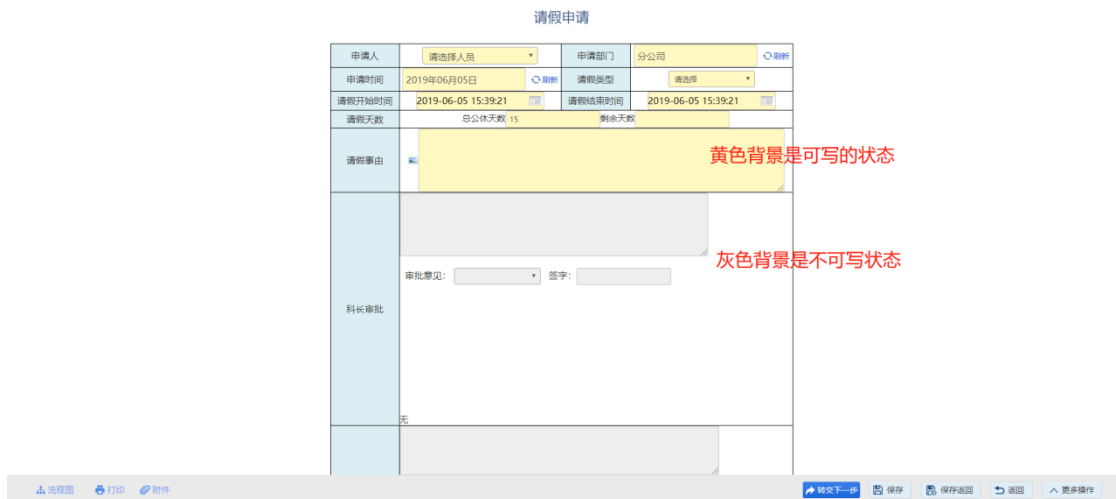 请假申请
申请人 请选择人员 申请部门 分公司 刷新
申请时间 2019年06月05日 刷新 请假类型 请选择
请假开始时间 2019-06-05 15:39:21 请假结束时间 2019-06-05 15:39:21
请假天数 总公休天数 15 剩余天数
请假事由 黄色背景是可写的状态
灰色背景是不可写状态
审批意见： 签字：
科长审批
无
流程图 打印 附件 转交下一步 保存 保存返回 返回 更多操作